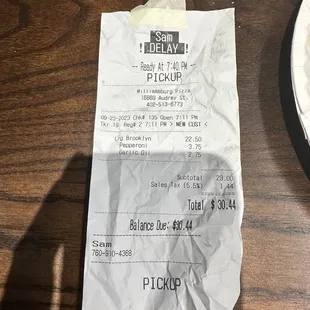 Sam
! DELAY !
-- Ready At 7:40 PM --
PICKUP
Williamsburg Pizza
16869 Audrey St.
402-513-6773
09-23-2023 Chk# 135 Open 7:11 PM
Tkr 19 Reg# 2 7:11 PM > NEW CUST <
Lrg Brooklyn 22.50
Pepperoni 3.75
Garlic Oil 2.75
Subtotal 29.00
Sales Tax (5.5%) 1.44
Total $ 30.44
Balance Due: $30.44
Sam
760-910-4368
PICKUP